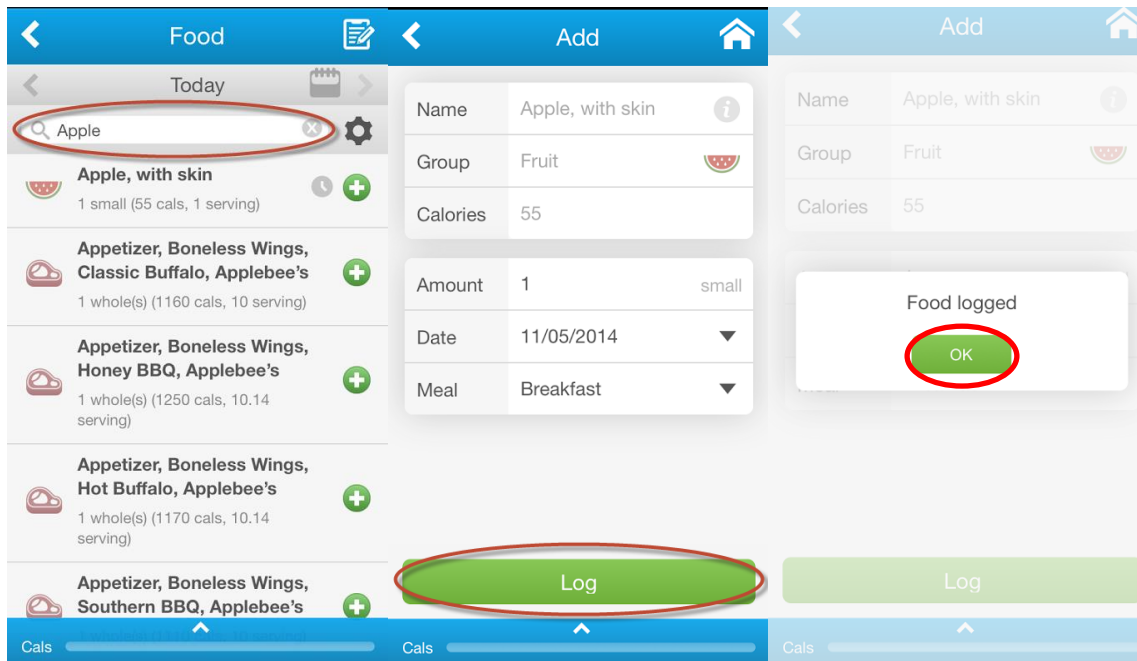 Food
Today
Apple
Apple, with skin
1 small (55 cals, 1 serving)
Appetizer, Boneless Wings,
Classic Buffalo, Applebee's
1 whole(s) (1160 cals, 10 serving)
Appetizer, Boneless Wings,
Honey BBQ, Applebee's
1 whole(s) (1250 cals, 10.14
serving)
Appetizer, Boneless Wings,
Hot Buffalo, Applebee's
1 whole(s) (1170 cals, 10.14
serving)
Appetizer, Boneless Wings,
Southern BBQ, Applebee's
Cals
Add
Name Apple, with skin
Group Fruit
Calories 55
Amount 1 small
Date 11/05/2014
Meal Breakfast
Log
Cals
Add
Name Apple, with skin
Group Fruit
Calories 55
Food logged
OK
Log
Cals